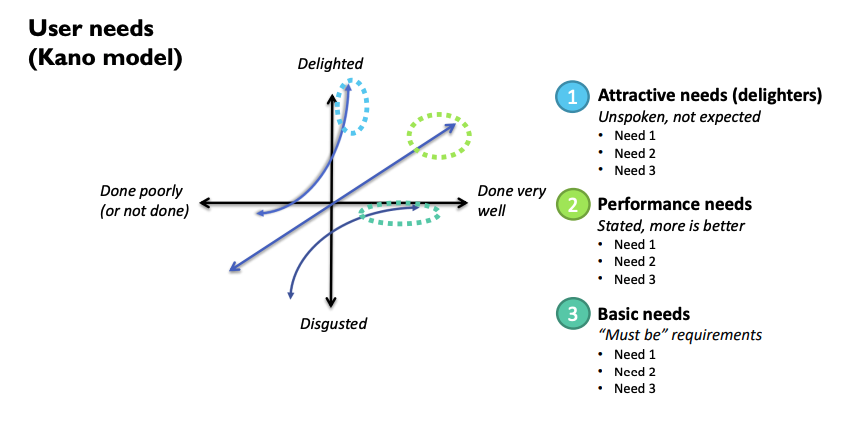 User needs
(Kano model)
Delighted
Done poorly
(or not done)
Done very
well
Disgusted
1
Attractive needs (delighters)
Unspoken, not expected
• Need 1
• Need 2
• Need 3
2
Performance needs
Stated, more is better
• Need 1
• Need 2
• Need 3
3
Basic needs
“Must be” requirements
• Need 1
• Need 2
• Need 3